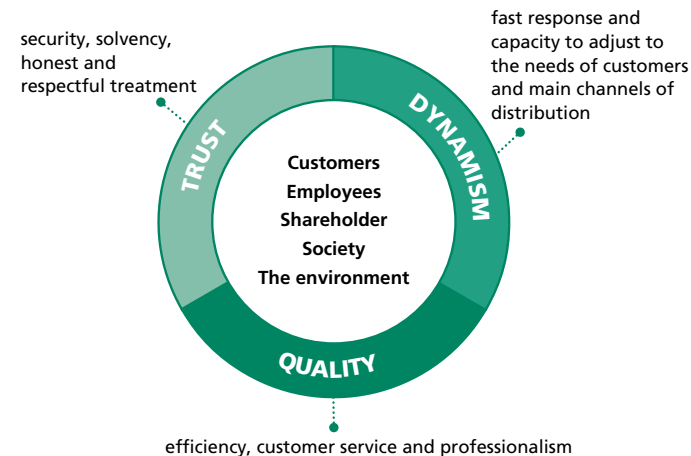 security, solvency,
honest and
respectful treatment
fast response and
capacity to adjust to
the needs of customers
and main channels of
distribution
TRUST
DYNAMISM
Customers
Employees
Shareholder
Society
The environment
QUALITY
efficiency, customer service and professionalism